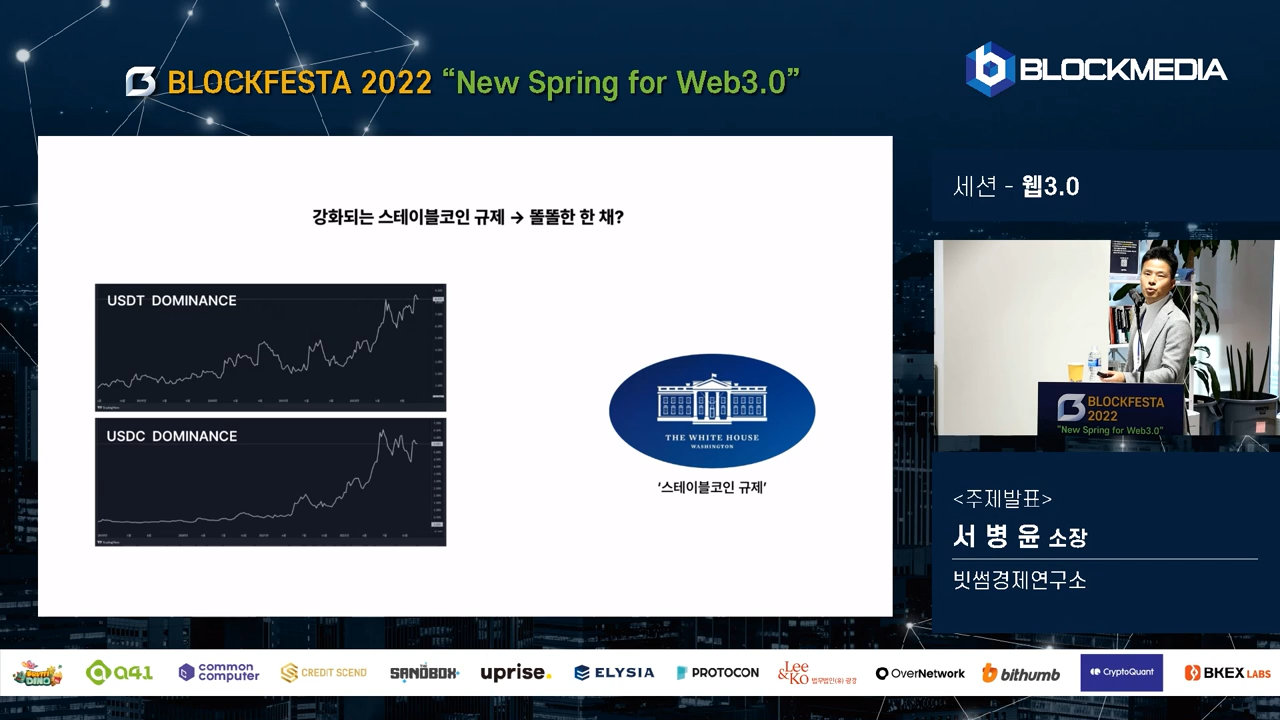 BLOCKFESTA 2022 “New Spring for Web3.0”
BLOCKMEDIA
세션 - 웹3.0
강화되는 스테이블코인 규제 → 똘똘한 한 채?
USDT DOMINANCE
USDC DOMINANCE
THE WHITE HOUSE
WASHINGTON
‘스테이블코인 규제’
BLOCKFESTA
2022
“New Spring for Web3.0”
<주제발표>
서 병 윤 소장
빗썸경제연구소
a41
common computer
CREDIT SCEND
SANDBOX
uprise.
ELYSIA
PROTOCON
Lee & Ko 법무법인(유) 광장
OverNetwork
bithumb
CryptoQuant
BKEX LABS